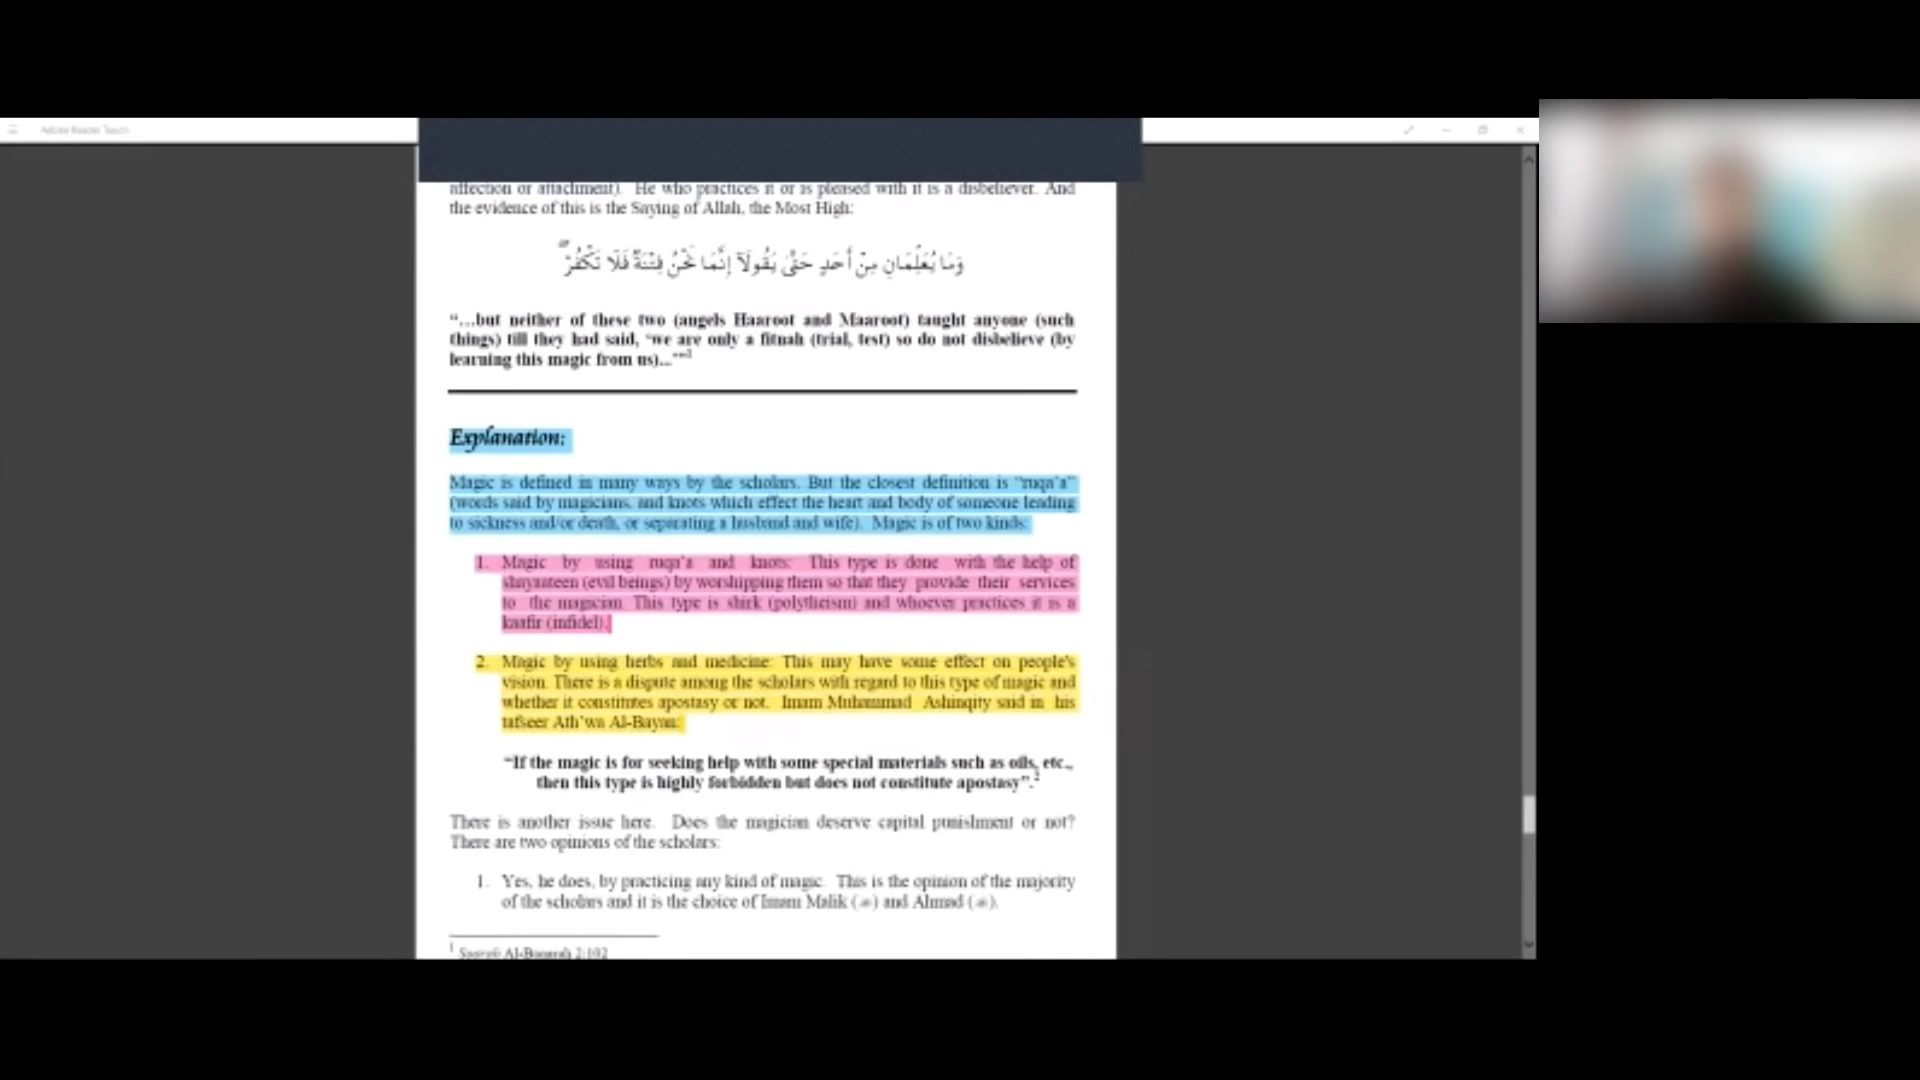 Adobe Reader Touch
affection or attachment). He who practices it or is pleased with it is a disbeliever. And
the evidence of this is the Saying of Allah, the Most High:
وَمَا يُعَلِّمَانِ مِنْ أَحَدٍ حَتَّىٰ يَقُولَآ إِنَّمَا نَحْنُ فِتْنَةٌ فَلَا تَكْفُرْ ۖ
“…but neither of these two (angels Haaroot and Maaroot) taught anyone (such
things) till they had said, ‘we are only a fitnah (trial, test) so do not disbelieve (by
learning this magic from us)...’”1
Explanation:
Magic is defined in many ways by the scholars. But the closest definition is “ruqa’a”
(words said by magicians, and knots which effect the heart and body of someone leading
to sickness and/or death, or separating a husband and wife). Magic is of two kinds:
1. Magic by using ruqa’a and knots: This type is done with the help of
shayaateen (evil beings) by worshipping them so that they provide their services
to the magician. This type is shirk (polytheism) and whoever practices it is a
kaafir (infidel).
2. Magic by using herbs and medicine: This may have some effect on people's
vision. There is a dispute among the scholars with regard to this type of magic and
whether it constitutes apostasy or not. Imam Muhammad Ashinqity said in his
tafseer Ath’wa Al-Bayan:
“If the magic is for seeking help with some special materials such as oils, etc.,
then this type is highly forbidden but does not constitute apostasy”.2
There is another issue here. Does the magician deserve capital punishment or not?
There are two opinions of the scholars:
1. Yes, he does, by practicing any kind of magic. This is the opinion of the majority
of the scholars and it is the choice of Imam Malik ( ) and Ahmad ( ).
1 Soorah Al-Baqarah 2:102